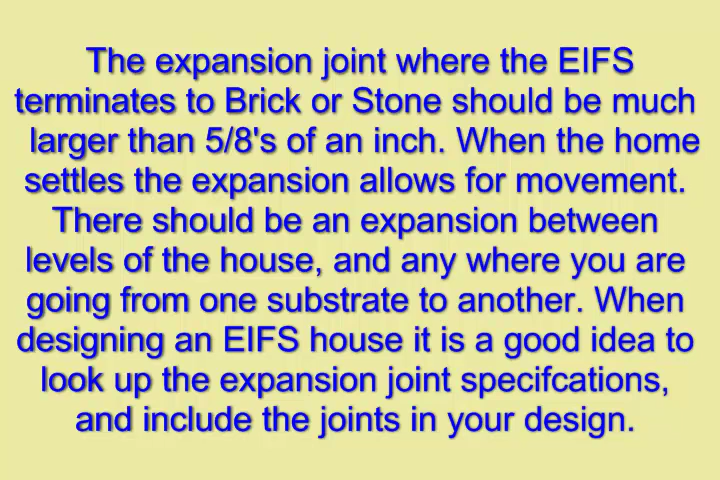 The expansion joint where the EIFS
terminates to Brick or Stone should be much
larger than 5/8's of an inch. When the home
settles the expansion allows for movement.
There should be an expansion between
levels of the house, and any where you are
going from one substrate to another. When
designing an EIFS house it is a good idea to
look up the expansion joint specifcations,
and include the joints in your design.